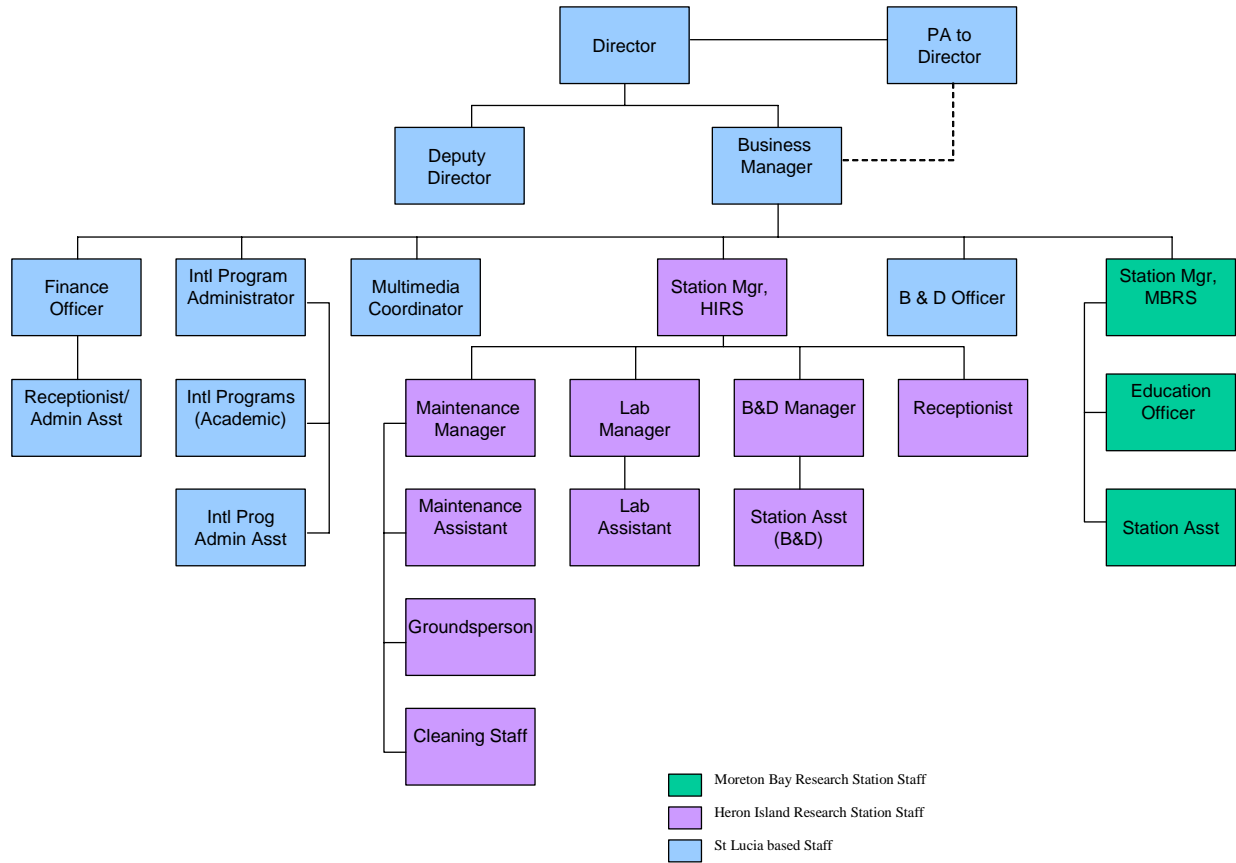 Director
PA to
Director
Deputy
Director
Business
Manager
Finance
Officer
Intl Program
Administrator
Multimedia
Coordinator
Station Mgr,
HIRS
B & D Officer
Station Mgr,
MBRS
Receptionist/
Admin Asst
Intl Programs
(Academic)
Maintenance
Manager
Lab
Manager
B&D Manager
Receptionist
Education
Officer
Intl Prog
Admin Asst
Maintenance
Assistant
Lab
Assistant
Station Asst
(B&D)
Station Asst
Groundsperson
Cleaning Staff
Moreton Bay Research Station Staff
Heron Island Research Station Staff
St Lucia based Staff